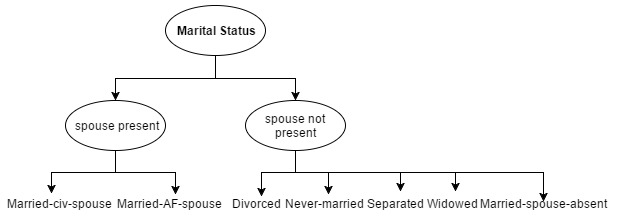 Marital Status
spouse present
spouse not
present
Married-civ-spouse Married-AF-spouse Divorced Never-married Separated Widowed Married-spouse-absent